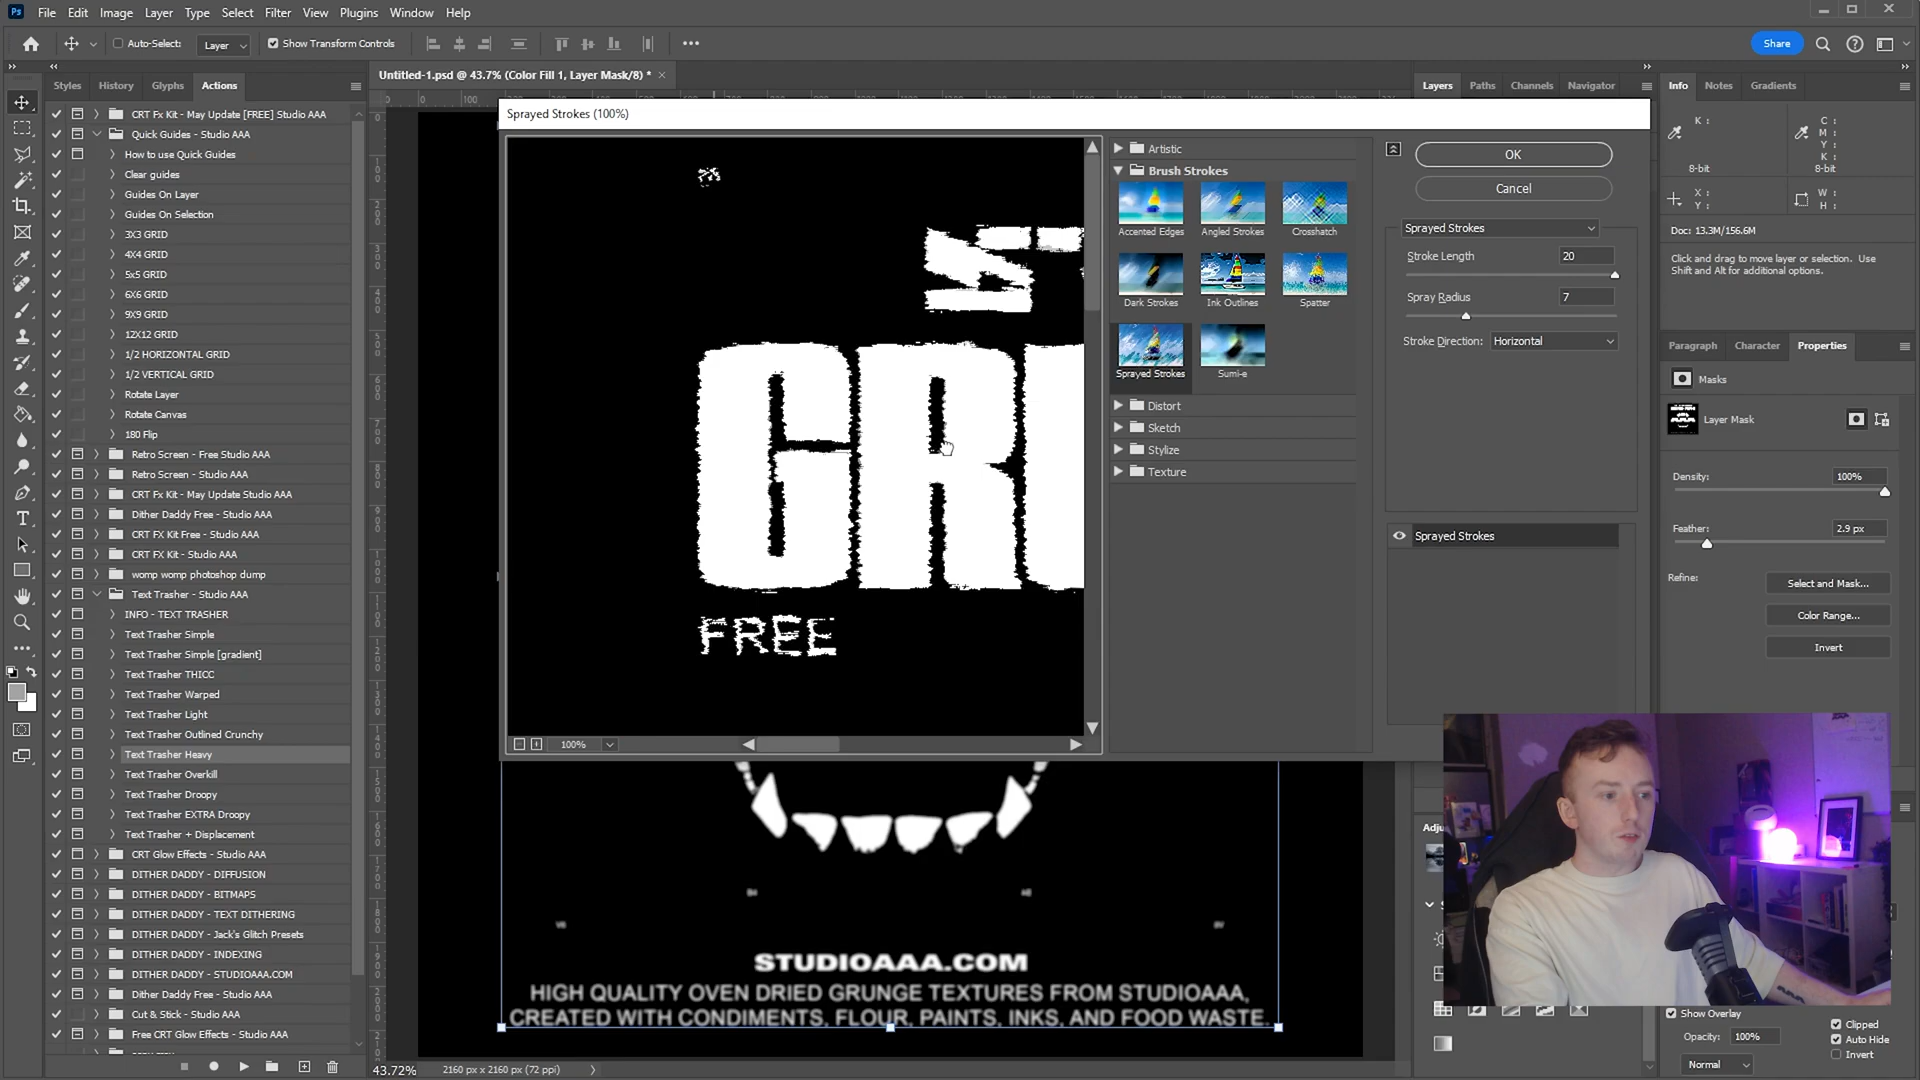 Ps File Edit Image Layer Type Select Filter View Plugins Window Help
Auto-Select: Layer Show Transform Controls Share
Styles History Glyphs Actions
Untitled-1.psd @ 43.7% (Color Fill 1, Layer Mask/8) * ×
Layers Paths Channels Navigator
Info Notes Gradients
CRT Fx Kit - May Update [FREE] Studio AAA
Quick Guides - Studio AAA
How to use Quick Guides
Clear guides
Guides On Layer
Guides On Selection
3X3 GRID
4X4 GRID
5x5 GRID
6X6 GRID
9X9 GRID
12X12 GRID
1/2 HORIZONTAL GRID
1/2 VERTICAL GRID
Rotate Layer
Rotate Canvas
180 Flip
Retro Screen - Free Studio AAA
Retro Screen - Studio AAA
CRT Fx Kit - May Update Studio AAA
Dither Daddy Free - Studio AAA
CRT FX Kit Free - Studio AAA
CRT FX Kit - Studio AAA
womp womp photoshop dump
Text Trasher - Studio AAA
INFO - TEXT TRASHER
Text Trasher Simple
Text Trasher Simple [gradient]
Text Trasher THICC
Text Trasher Warped
Text Trasher Light
Text Trasher Outlined Crunchy
Text Trasher Heavy
Text Trasher Overkill
Text Trasher Droopy
Text Trasher EXTRA Droopy
Text Trasher + Displacement
CRT Glow Effects - Studio AAA
DITHER DADDY - DIFFUSION
DITHER DADDY - BITMAPS
DITHER DADDY - TEXT DITHERING
DITHER DADDY - Jack's Glitch Presets
DITHER DADDY - INDEXING
DITHER DADDY - STUDIOAAA.COM
Dither Daddy Free - Studio AAA
Cut & Stick - Studio AAA
Free CRT Glow Effects - Studio AAA
Sprayed Strokes (100%)
FREE
100%
Artistic
Brush Strokes
Accented Edges Angled Strokes Crosshatch
Dark Strokes Ink Outlines Spatter
Sprayed Strokes Sumi-e
Distort
Sketch
Stylize
Texture
OK
Cancel
Sprayed Strokes
Stroke Length 20
Spray Radius 7
Stroke Direction: Horizontal
Sprayed Strokes
STUDIOAAA.COM
HIGH QUALITY OVEN DRIED GRUNGE TEXTURES FROM STUDIOAAA,
CREATED WITH CONDIMENTS, FLOUR, PAINTS, INKS, AND FOOD WASTE.
43.72% 2160 px x 2160 px (72 ppi)
K : C : M : Y : K :
8-bit 8-bit
X : Y : W : H :
Doc: 13.3M/156.6M
Click and drag to move layer or selection. Use
Shift and Alt for additional options.
Paragraph Character Properties
Masks
Layer Mask
Density: 100%
Feather: 2.9 px
Refine: Select and Mask...
Color Range...
Invert
Show Overlay
Opacity: 100%
Normal
Clipped
Auto Hide
Invert